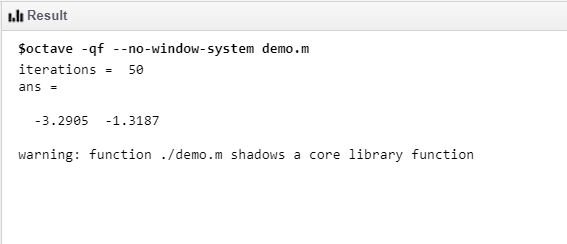 Result
$octave -qf --no-window-system demo.m
iterations =  50
ans =
  -3.2905  -1.3187
warning: function ./demo.m shadows a core library function